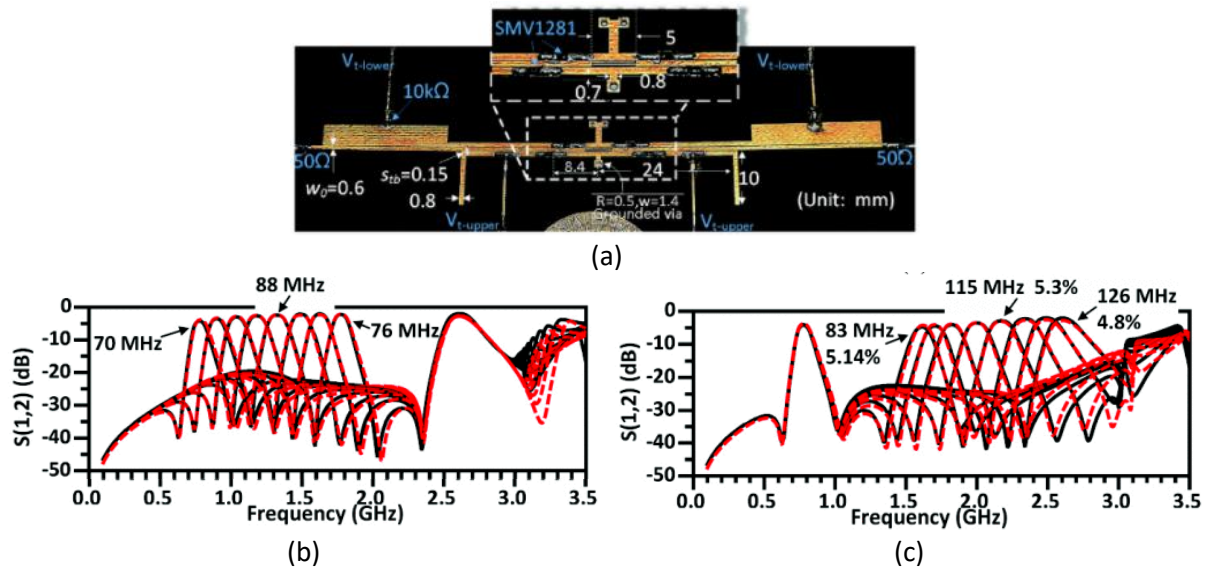 SMV1281
5
V_t-lower
V_t-lower
0.8
0.7
10kΩ
50Ω
50Ω
w₀=0.6
s_tb=0.15
8.4
24
10
0.8
R=0.5,w=1.4
Grounded via
(Unit: mm)
V_t-upper
V_t-upper
(a)
88 MHz
70 MHz
76 MHz
S(1,2) (dB)
0
-10
-20
-30
-40
-50
0.0 0.5 1.0 1.5 2.0 2.5 3.0 3.5
Frequency (GHz)
(b)
115 MHz 5.3%
126 MHz
4.8%
83 MHz
5.14%
S(1,2) (dB)
0
-10
-20
-30
-40
-50
0.0 0.5 1.0 1.5 2.0 2.5 3.0 3.5
Frequency (GHz)
(c)